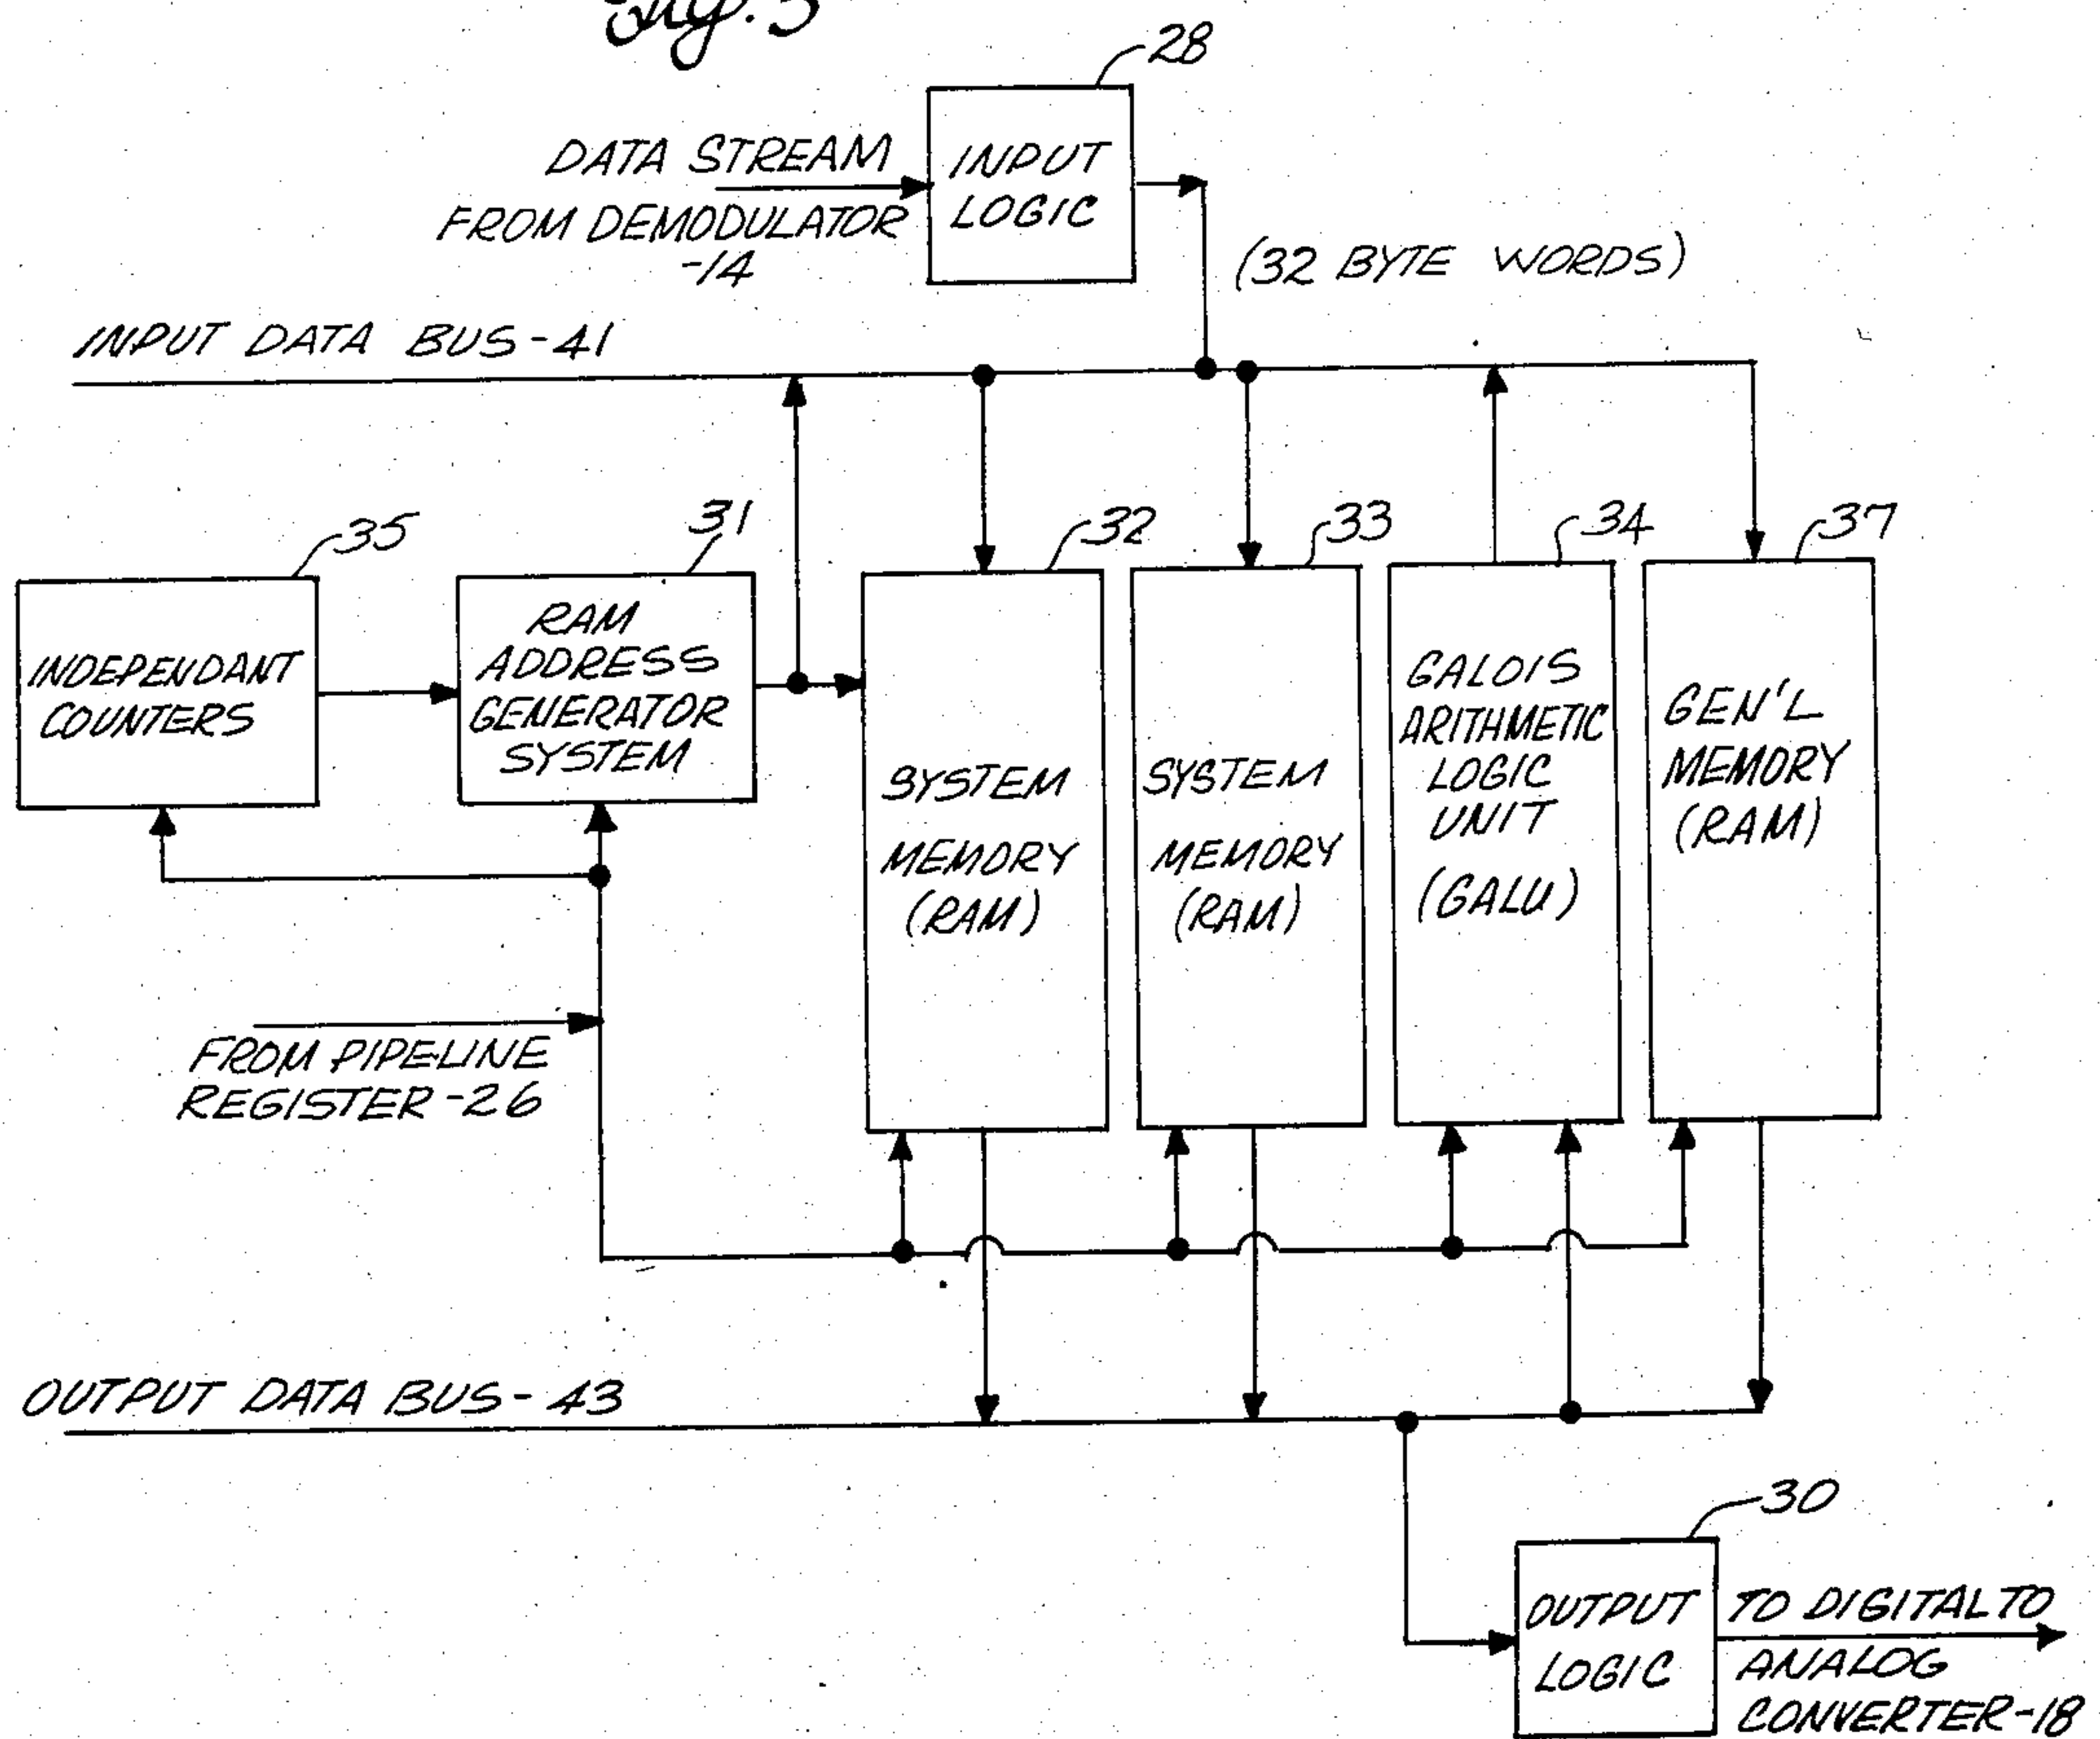 Fig. 3
28
DATA STREAM
FROM DEMODULATOR
-14
INPUT
LOGIC
(32 BYTE WORDS)
INPUT DATA BUS-41
35
31
32
33
34
37
INDEPENDANT
COUNTERS
RAM
ADDRESS
GENERATOR
SYSTEM
SYSTEM
MEMORY
(RAM)
SYSTEM
MEMORY
(RAM)
GALOIS
ARITHMETIC
LOGIC
UNIT
(GALU)
GEN'L
MEMORY
(RAM)
FROM PIPELINE
REGISTER-26
OUTPUT DATA BUS-43
30
OUTPUT
LOGIC
TO DIGITAL TO
ANALOG
CONVERTER-18